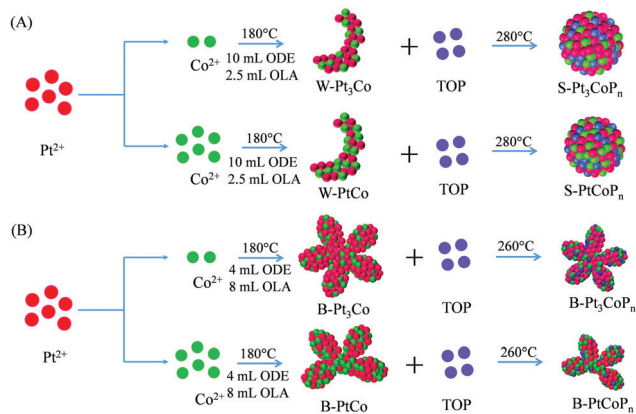 (A)
180°C
280°C
Co²⁺
10 mL ODE
2.5 mL OLA
W-Pt₃Co
+
TOP
S-Pt₃CoPₙ
Pt²⁺
180°C
280°C
Co²⁺
10 mL ODE
2.5 mL OLA
W-PtCo
+
TOP
S-PtCoPₙ
(B)
180°C
260°C
Co²⁺
4 mL ODE
8 mL OLA
B-Pt₃Co
+
TOP
B-Pt₃CoPₙ
Pt²⁺
180°C
260°C
Co²⁺
4 mL ODE
8 mL OLA
B-PtCo
+
TOP
B-PtCoPₙ